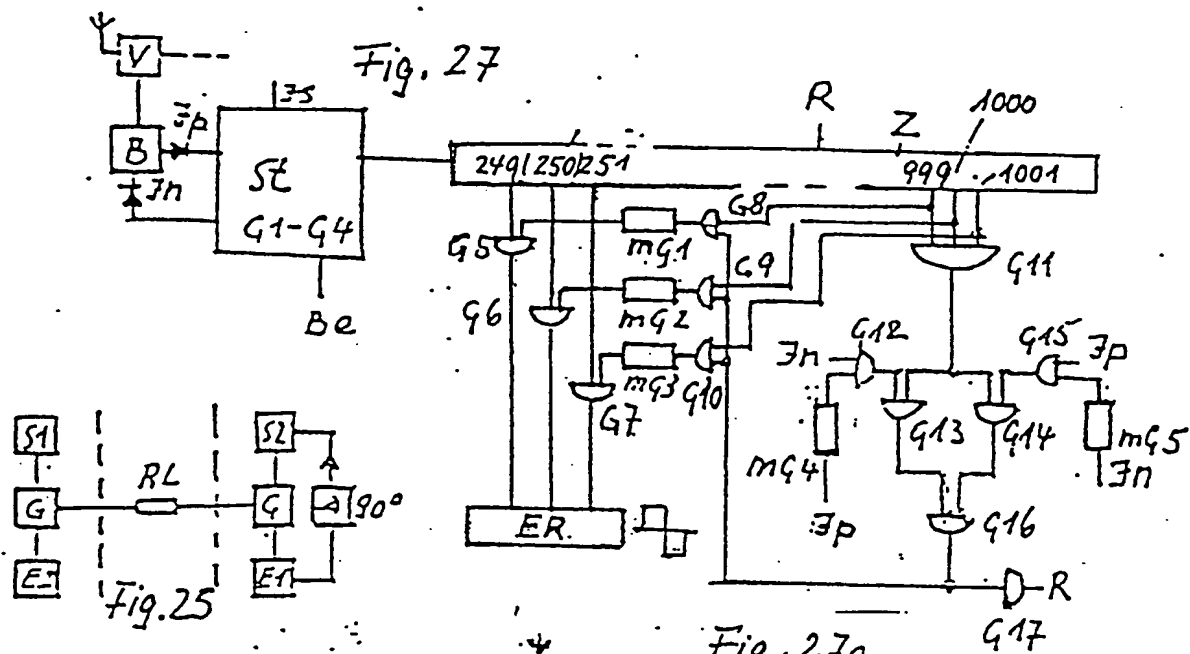 V
Fig. 27
Js
Jp
B
Jn
St
G1-G4
Be
R
Z
1000
249/250/251
999
1001
G5
mG1
G8
G11
G6
mG2
G9
mG3
G10
G7
Jn
G12
G15
Jp
mG4
Jp
G13
G14
mG5
Jn
G16
ER.
R
G17
S1
S2
RL
G
G
90°
E1
Fig. 25